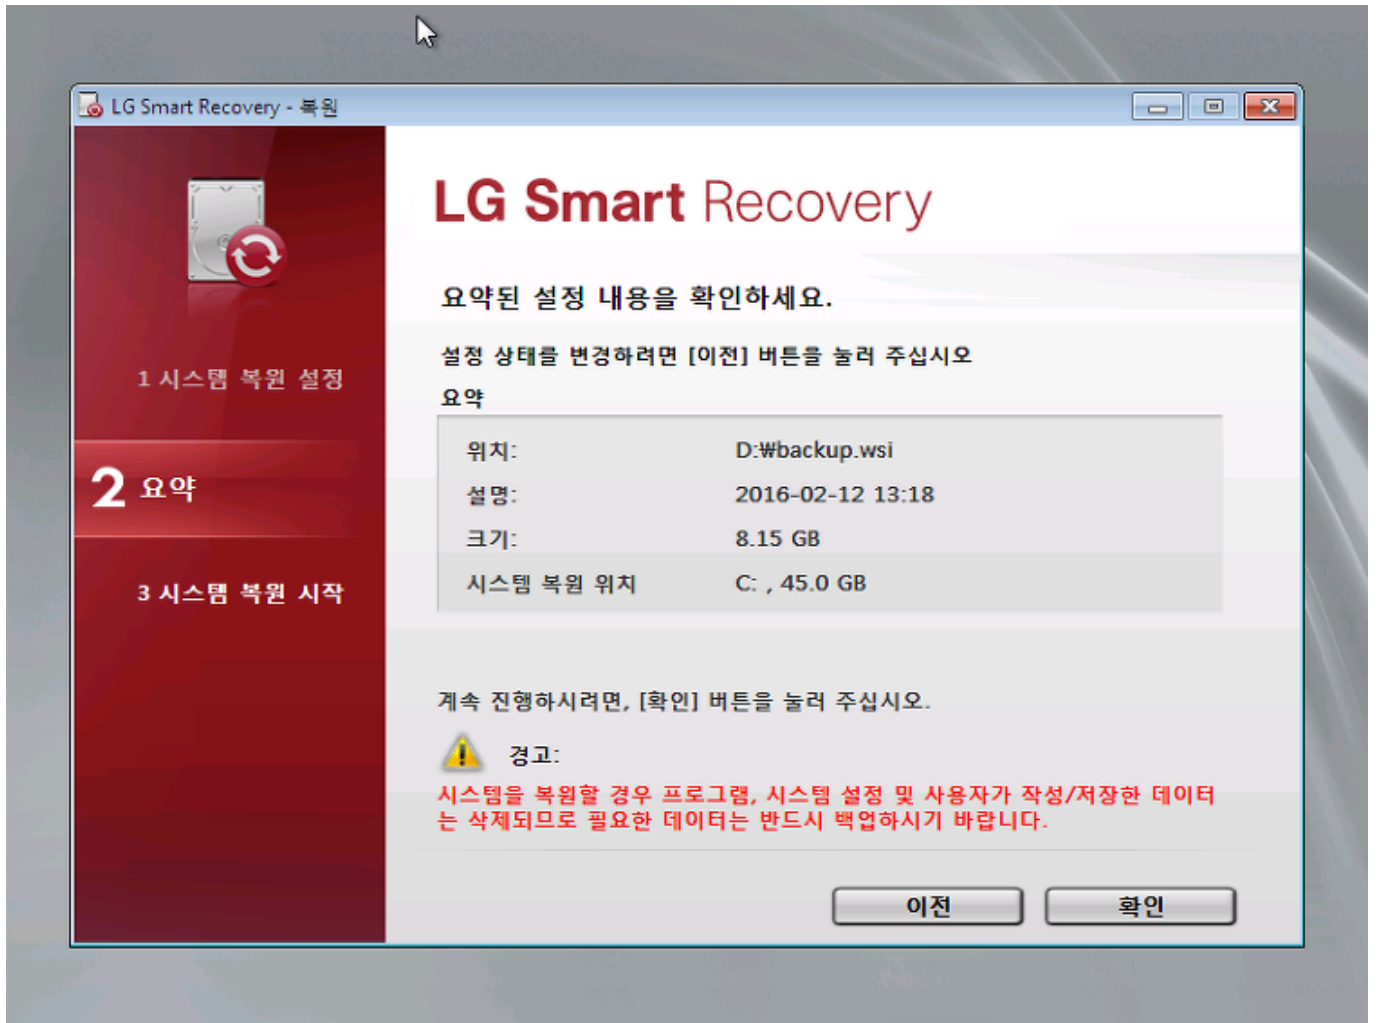 LG Smart Recovery - 복원
LG Smart Recovery
요약된 설정 내용을 확인하세요.
설정 상태를 변경하려면 [이전] 버튼을 눌러 주십시오
요약
1 시스템 복원 설정
2 요약
3 시스템 복원 시작
위치: D:₩backup.wsi
설명: 2016-02-12 13:18
크기: 8.15 GB
시스템 복원 위치 C: , 45.0 GB
계속 진행하시려면, [확인] 버튼을 눌러 주십시오.
경고:
시스템을 복원할 경우 프로그램, 시스템 설정 및 사용자가 작성/저장한 데이터
는 삭제되므로 필요한 데이터는 반드시 백업하시기 바랍니다.
이전 확인